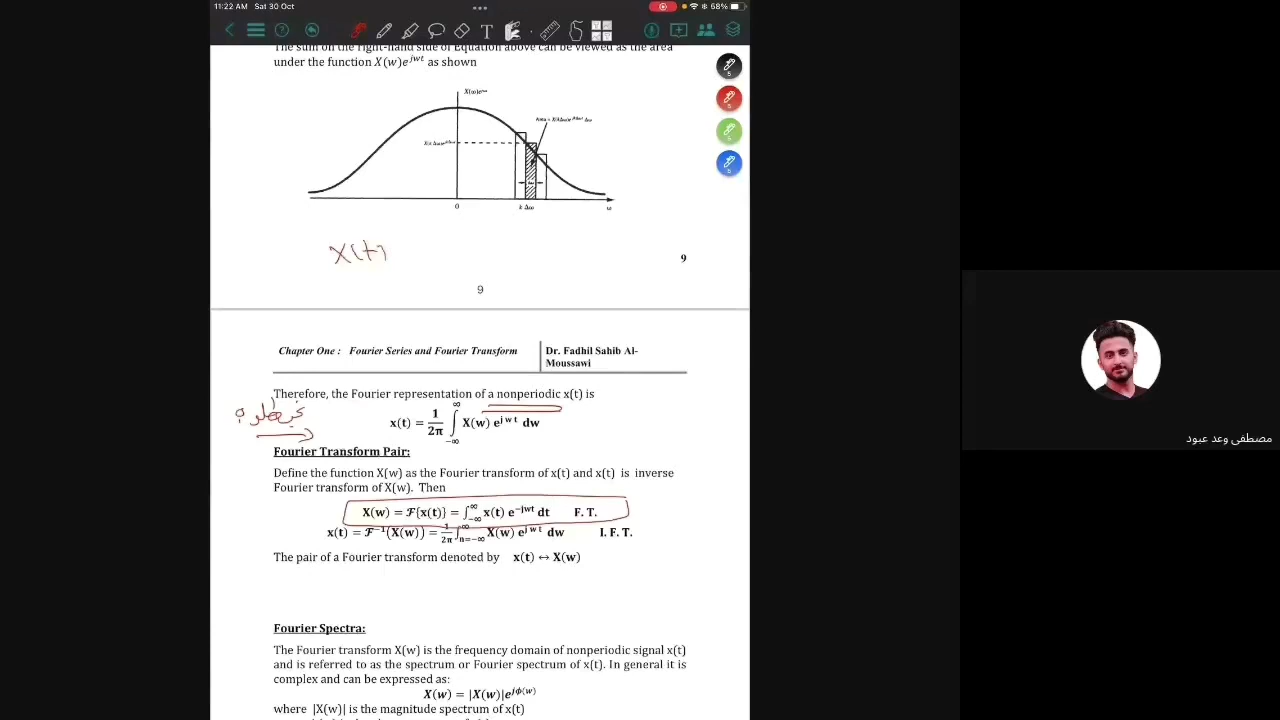 11:22 AM Sat 30 Oct
68%
The sum on the right-hand side of Equation above can be viewed as the area
under the function X(w)e^jwt as shown
0
k Δω
ω
X(t)
9
9
Chapter One : Fourier Series and Fourier Transform
Dr. Fadhil Sahib Al-
Moussawi
Therefore, the Fourier representation of a nonperiodic x(t) is
x(t) = 1/2π ∫_−∞^∞ X(w) e^j w t dw
Fourier Transform Pair:
Define the function X(w) as the Fourier transform of x(t) and x(t) is inverse
Fourier transform of X(w). Then
X(w) = ℱ{x(t)} = ∫_−∞^∞ x(t) e^−jwt dt F. T.
x(t) = ℱ^−1(X(w)) = 1/2π ∫_n=−∞^∞ X(w) e^j w t dw I. F. T.
The pair of a Fourier transform denoted by x(t) ↔ X(w)
Fourier Spectra:
The Fourier transform X(w) is the frequency domain of nonperiodic signal x(t)
and is referred to as the spectrum or Fourier spectrum of x(t). In general it is
complex and can be expressed as:
X(w) = |X(w)|e^jϕ(w)
where |X(w)| is the magnitude spectrum of x(t)
مصطفى وعد عبود